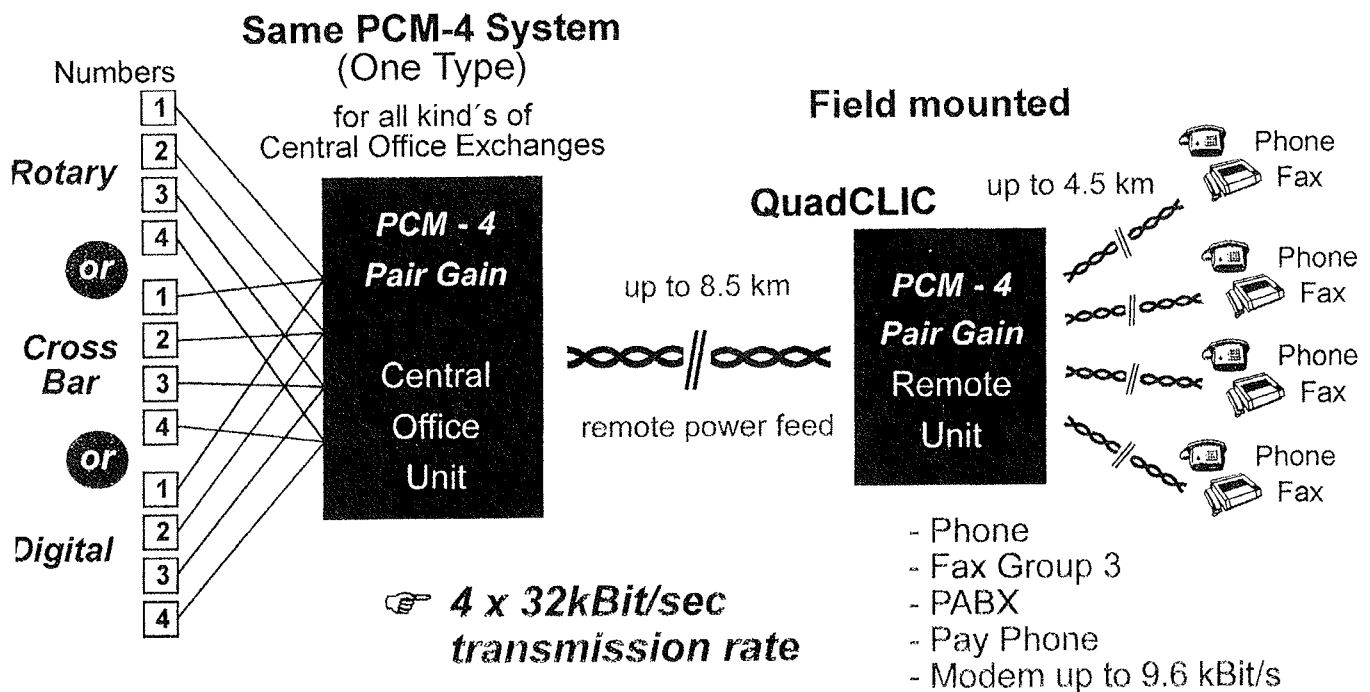 Same PCM-4 System
(One Type)
for all kind´s of
Central Office Exchanges
Numbers
Rotary
1
2
3
4
or
Cross
Bar
1
2
3
4
or
Digital
1
2
3
4
PCM - 4
Pair Gain
Central
Office
Unit
up to 8.5 km
remote power feed
Field mounted
QuadCLIC
PCM - 4
Pair Gain
Remote
Unit
up to 4.5 km
Phone
Fax
Phone
Fax
Phone
Fax
Phone
Fax
4 x 32kBit/sec
transmission rate
- Phone
- Fax Group 3
- PABX
- Pay Phone
- Modem up to 9.6 kBit/s